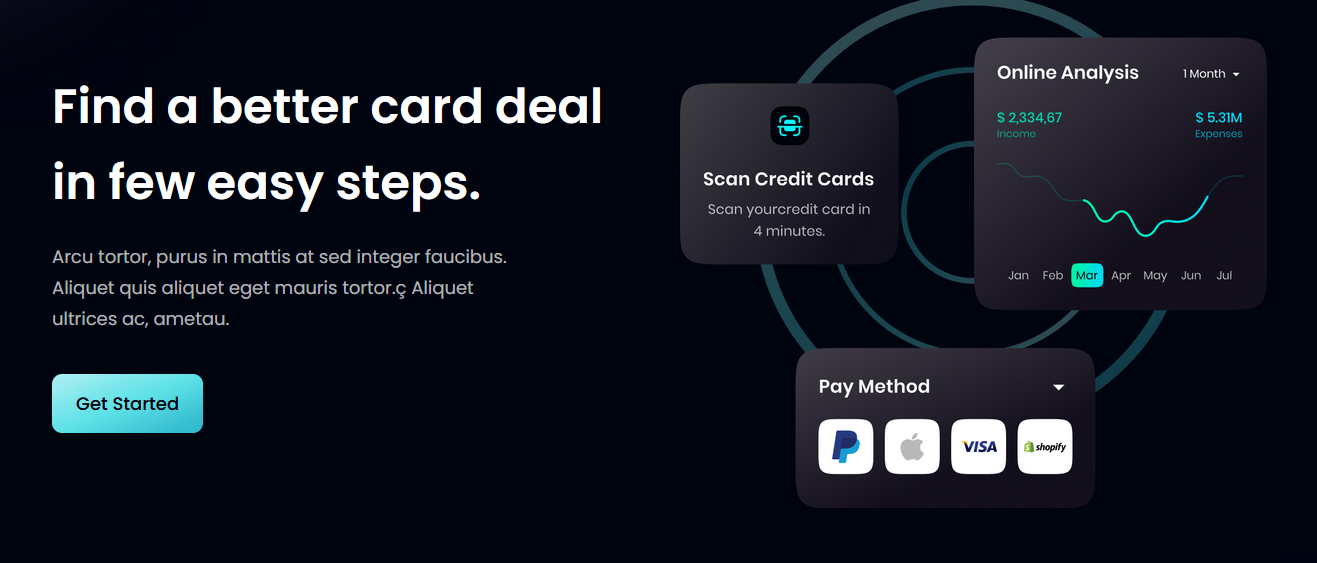 Find a better card deal
in few easy steps.
Arcu tortor, purus in mattis at sed integer faucibus.
Aliquet quis aliquet eget mauris tortor.ç Aliquet
ultrices ac, ametau.
Get Started
Scan Credit Cards
Scan yourcredit card in
4 minutes.
Online Analysis
1 Month
$ 2,334,67
$ 5.31M
Income
Expenses
Jan Feb Mar Apr May Jun Jul
Pay Method
VISA
shopify